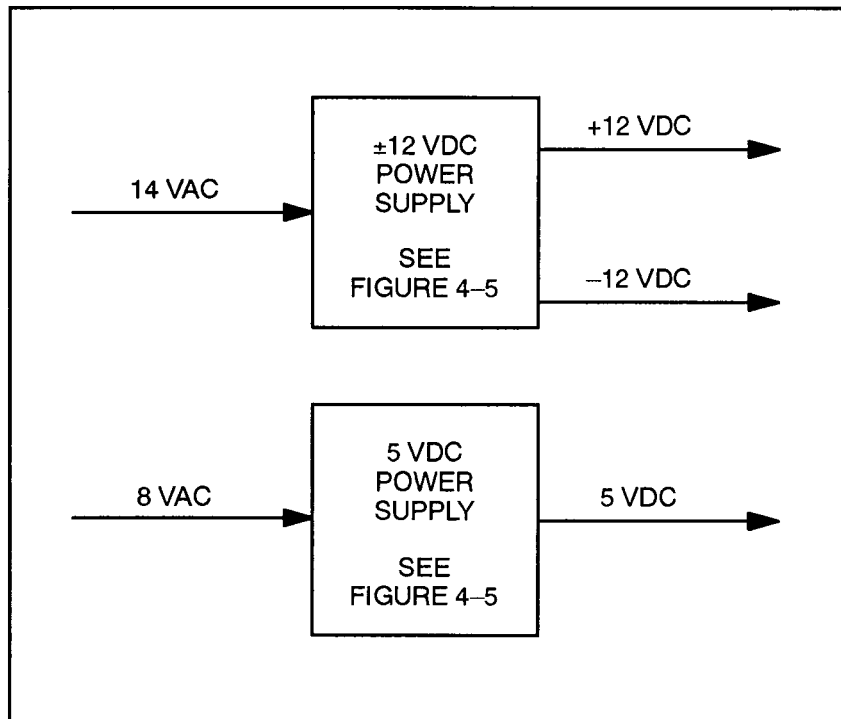 ±12 VDC
POWER
SUPPLY
SEE
FIGURE 4–5
14 VAC
+12 VDC
–12 VDC
5 VDC
POWER
SUPPLY
SEE
FIGURE 4–5
8 VAC
5 VDC